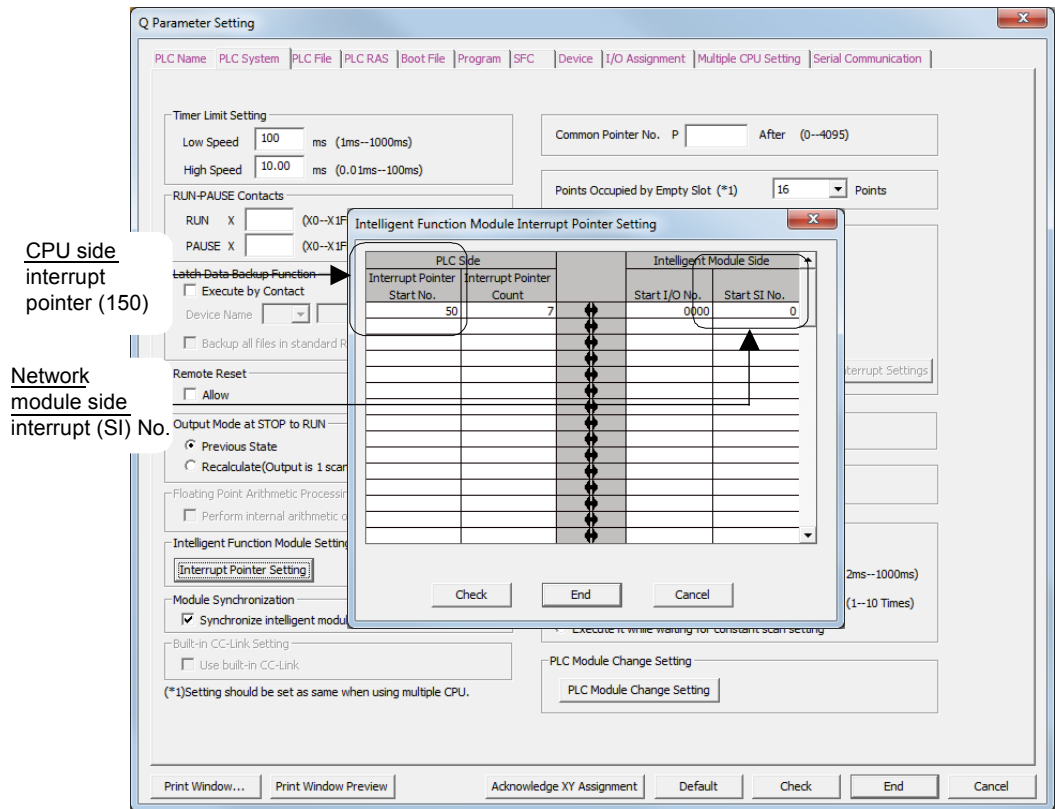 Q Parameter Setting
PLC Name PLC System PLC File PLC RAS Boot File Program SFC Device I/O Assignment Multiple CPU Setting Serial Communication
Timer Limit Setting
Low Speed 100 ms (1ms--1000ms)
High Speed 10.00 ms (0.01ms--100ms)
Common Pointer No. P After (0--4095)
Points Occupied by Empty Slot (*1) 16 Points
RUN-PAUSE Contacts
RUN X (X0--X1F
PAUSE X (X0--X1F
Latch Data Backup Function
Execute by Contact
Device Name
Backup all files in standard R
Remote Reset
Allow
Output Mode at STOP to RUN
Previous State
Recalculate(Output is 1 scan
Floating Point Arithmetic Processin
Perform internal arithmetic o
Intelligent Function Module Setting
Interrupt Pointer Setting
Module Synchronization
Synchronize intelligent modul
Built-in CC-Link Setting
Use built-in CC-Link
(*1)Setting should be set as same when using multiple CPU.
Intelligent Function Module Interrupt Pointer Setting
PLC Side Intelligent Module Side
Interrupt Pointer Start No. Interrupt Pointer Count Start I/O No. Start SI No.
50 7 0000 0
Check End Cancel
Interrupt Settings
2ms--1000ms)
(1--10 Times)
Execute it while waiting for constant scan setting
PLC Module Change Setting
PLC Module Change Setting
Print Window... Print Window Preview Acknowledge XY Assignment Default Check End Cancel
CPU side
interrupt
pointer (150)
Network
module side
interrupt (SI) No.